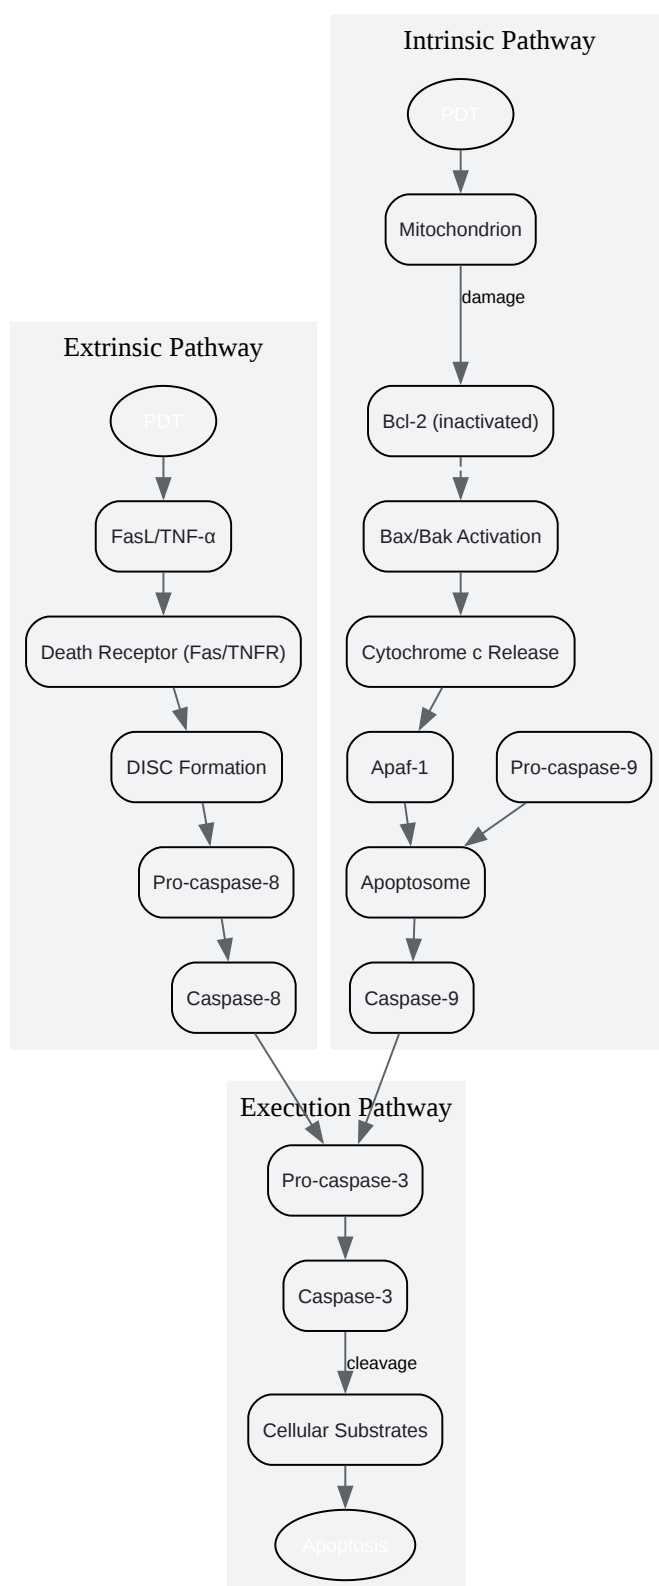 Intrinsic Pathway
PDT
Mitochondrion
damage
Bcl-2 (inactivated)
Bax/Bak Activation
Cytochrome c Release
Apaf-1
Pro-caspase-9
Apoptosome
Caspase-9
Extrinsic Pathway
PDT
FasL/TNF-α
Death Receptor (Fas/TNFR)
DISC Formation
Pro-caspase-8
Caspase-8
Execution Pathway
Pro-caspase-3
Caspase-3
cleavage
Cellular Substrates
Apoptosis